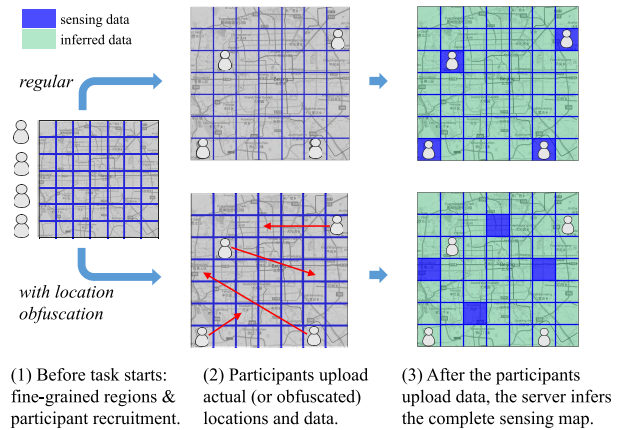 sensing data
inferred data
regular
with location
obfuscation
(1) Before task starts:
fine-grained regions &
participant recruitment.
(2) Participants upload
actual (or obfuscated)
locations and data.
(3) After the participants
upload data, the server infers
the complete sensing map.